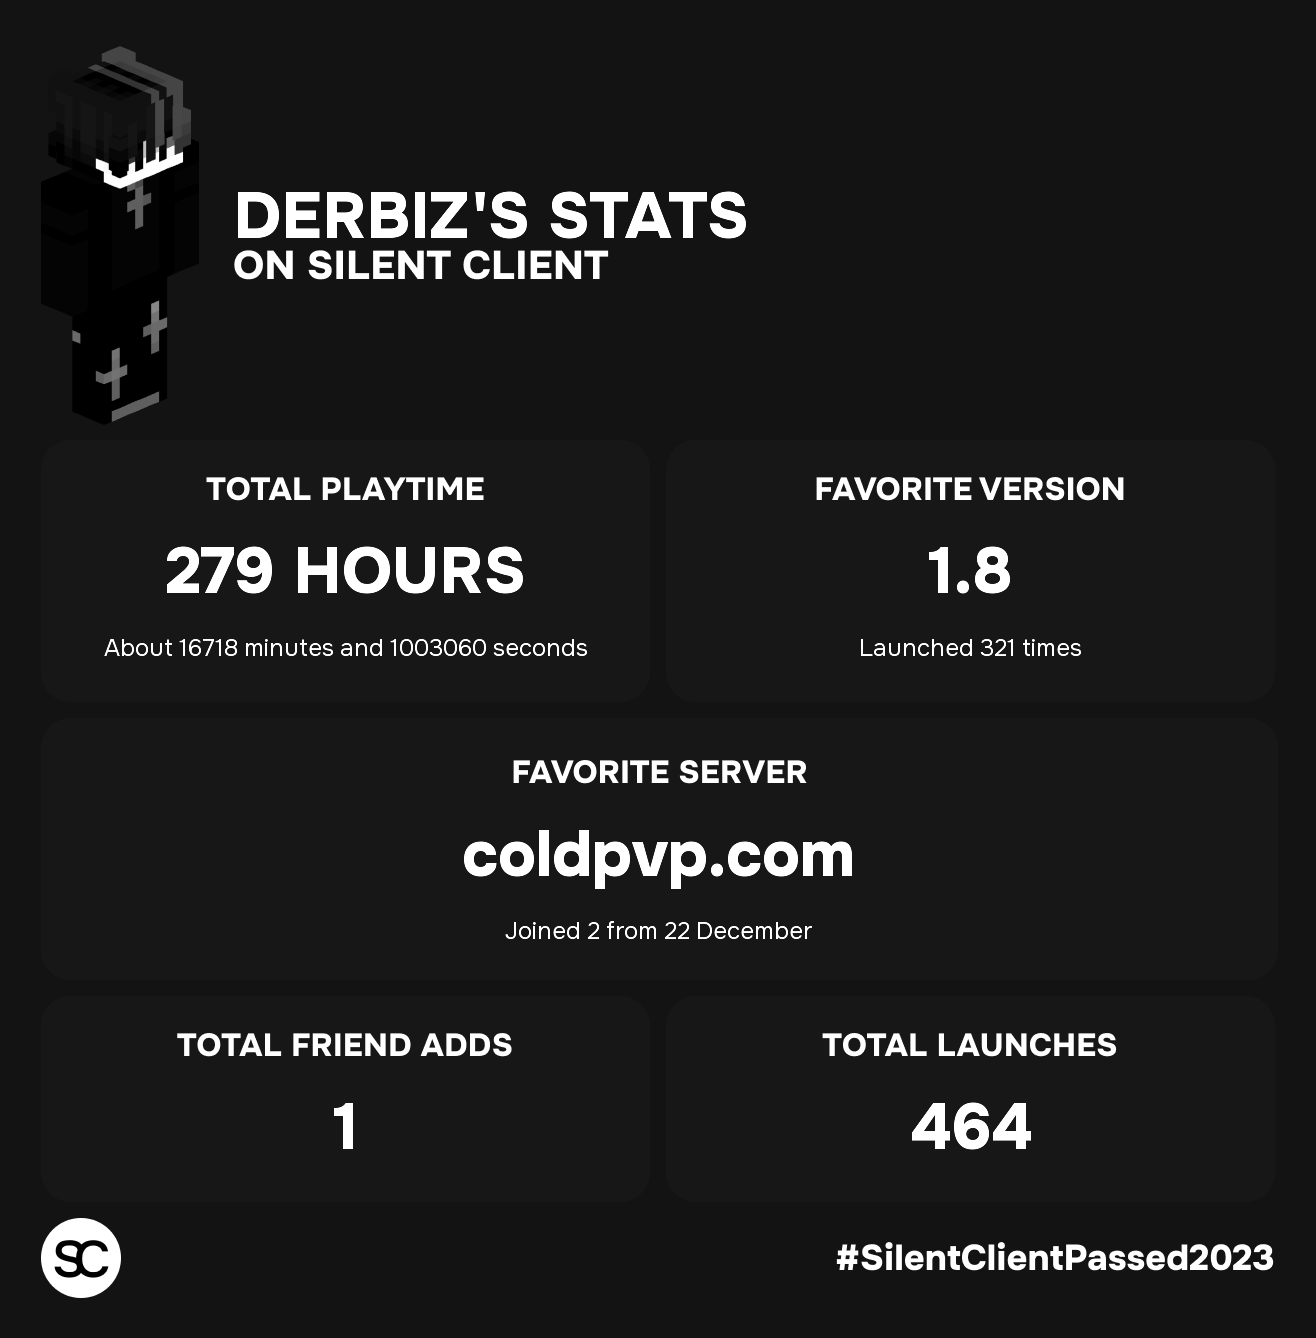 DERBIZ'S STATS
ON SILENT CLIENT
TOTAL PLAYTIME
279 HOURS
About 16718 minutes and 1003060 seconds
FAVORITE VERSION
1.8
Launched 321 times
FAVORITE SERVER
coldpvp.com
Joined 2 from 22 December
TOTAL FRIEND ADDS
1
TOTAL LAUNCHES
464
SC
#SilentClientPassed2023